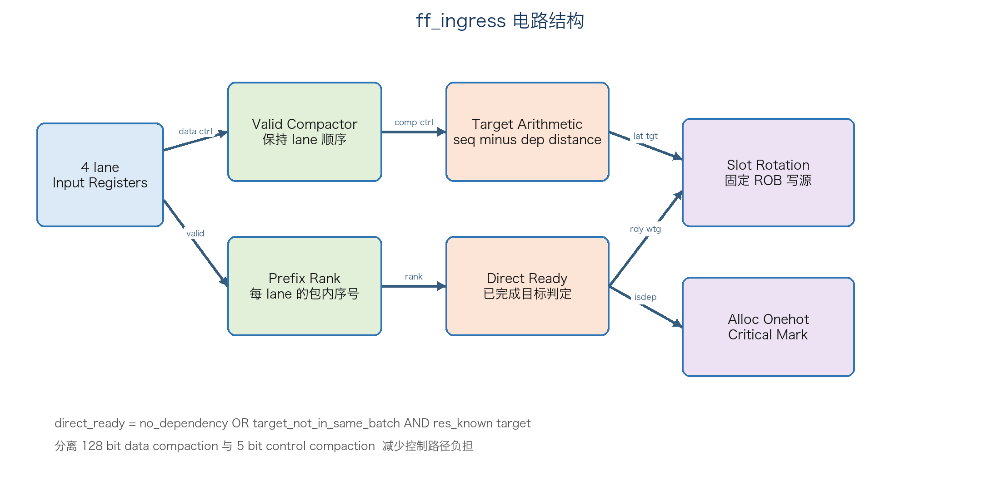 ff_ingress 电路结构
4 lane
Input Registers
data ctrl
valid
Valid Compactor
保持 lane 顺序
comp ctrl
Target Arithmetic
seq minus dep distance
lat tgt
Prefix Rank
每 lane 的包内序号
rank
Direct Ready
已完成目标判定
rdy wtg
isdep
Slot Rotation
固定 ROB 写源
Alloc Onehot
Critical Mark
direct_ready = no_dependency OR target_not_in_same_batch AND res_known target
分离 128 bit data compaction 与 5 bit control compaction  减少控制路径负担